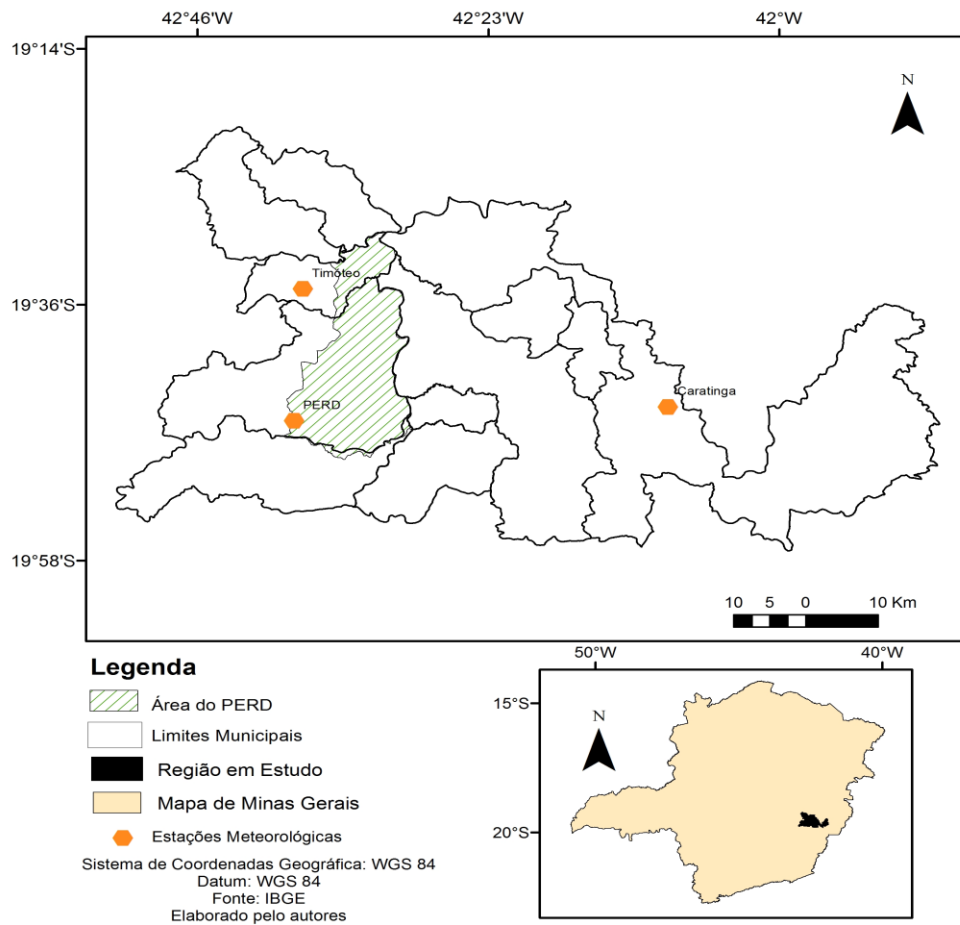 42°46'W
42°23'W
42°W
19°14'S
N
Timóteo
19°36'S
Caratinga
PERD
19°58'S
10 5 0 10 Km
Legenda
Área do PERD
Limites Municipais
Região em Estudo
Mapa de Minas Gerais
Estações Meteorológicas
Sistema de Coordenadas Geográfica: WGS 84
Datum: WGS 84
Fonte: IBGE
Elaborado pelo autores
50°W
40°W
15°S
N
20°S